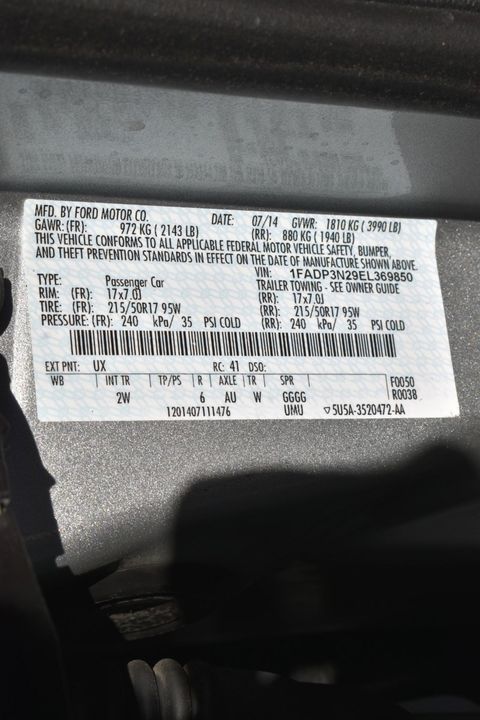 MFD. BY FORD MOTOR CO. DATE: 07/14 GVWR: 1810 KG ( 3990 LB)
GAWR:(FR): 972 KG ( 2143 LB) (RR): 880 KG ( 1940 LB)
THIS VEHICLE CONFORMS TO ALL APPLICABLE FEDERAL MOTOR VEHICLE SAFETY, BUMPER,
AND THEFT PREVENTION STANDARDS IN EFFECT ON THE DATE OF MANUFACTURE SHOWN ABOVE.
VIN: 1FADP3N29EL369850
TYPE: Passenger Car TRAILER TOWING - SEE OWNER GUIDE
RIM: (FR): 17x7.0J (RR): 17x7.0J
TIRE: (FR): 215/50R17 95W (RR): 215/50R17 95W
PRESSURE: (FR): 240 kPa/ 35 PSI COLD (RR): 240 kPa/ 35 PSI COLD
EXT PNT: UX RC: 41 DSO:
WB INT TR TP/PS R AXLE TR SPR F0050
2W 6 AU W GGGG R0038
1201407111476 UMU ▽5U5A-3520472-AA